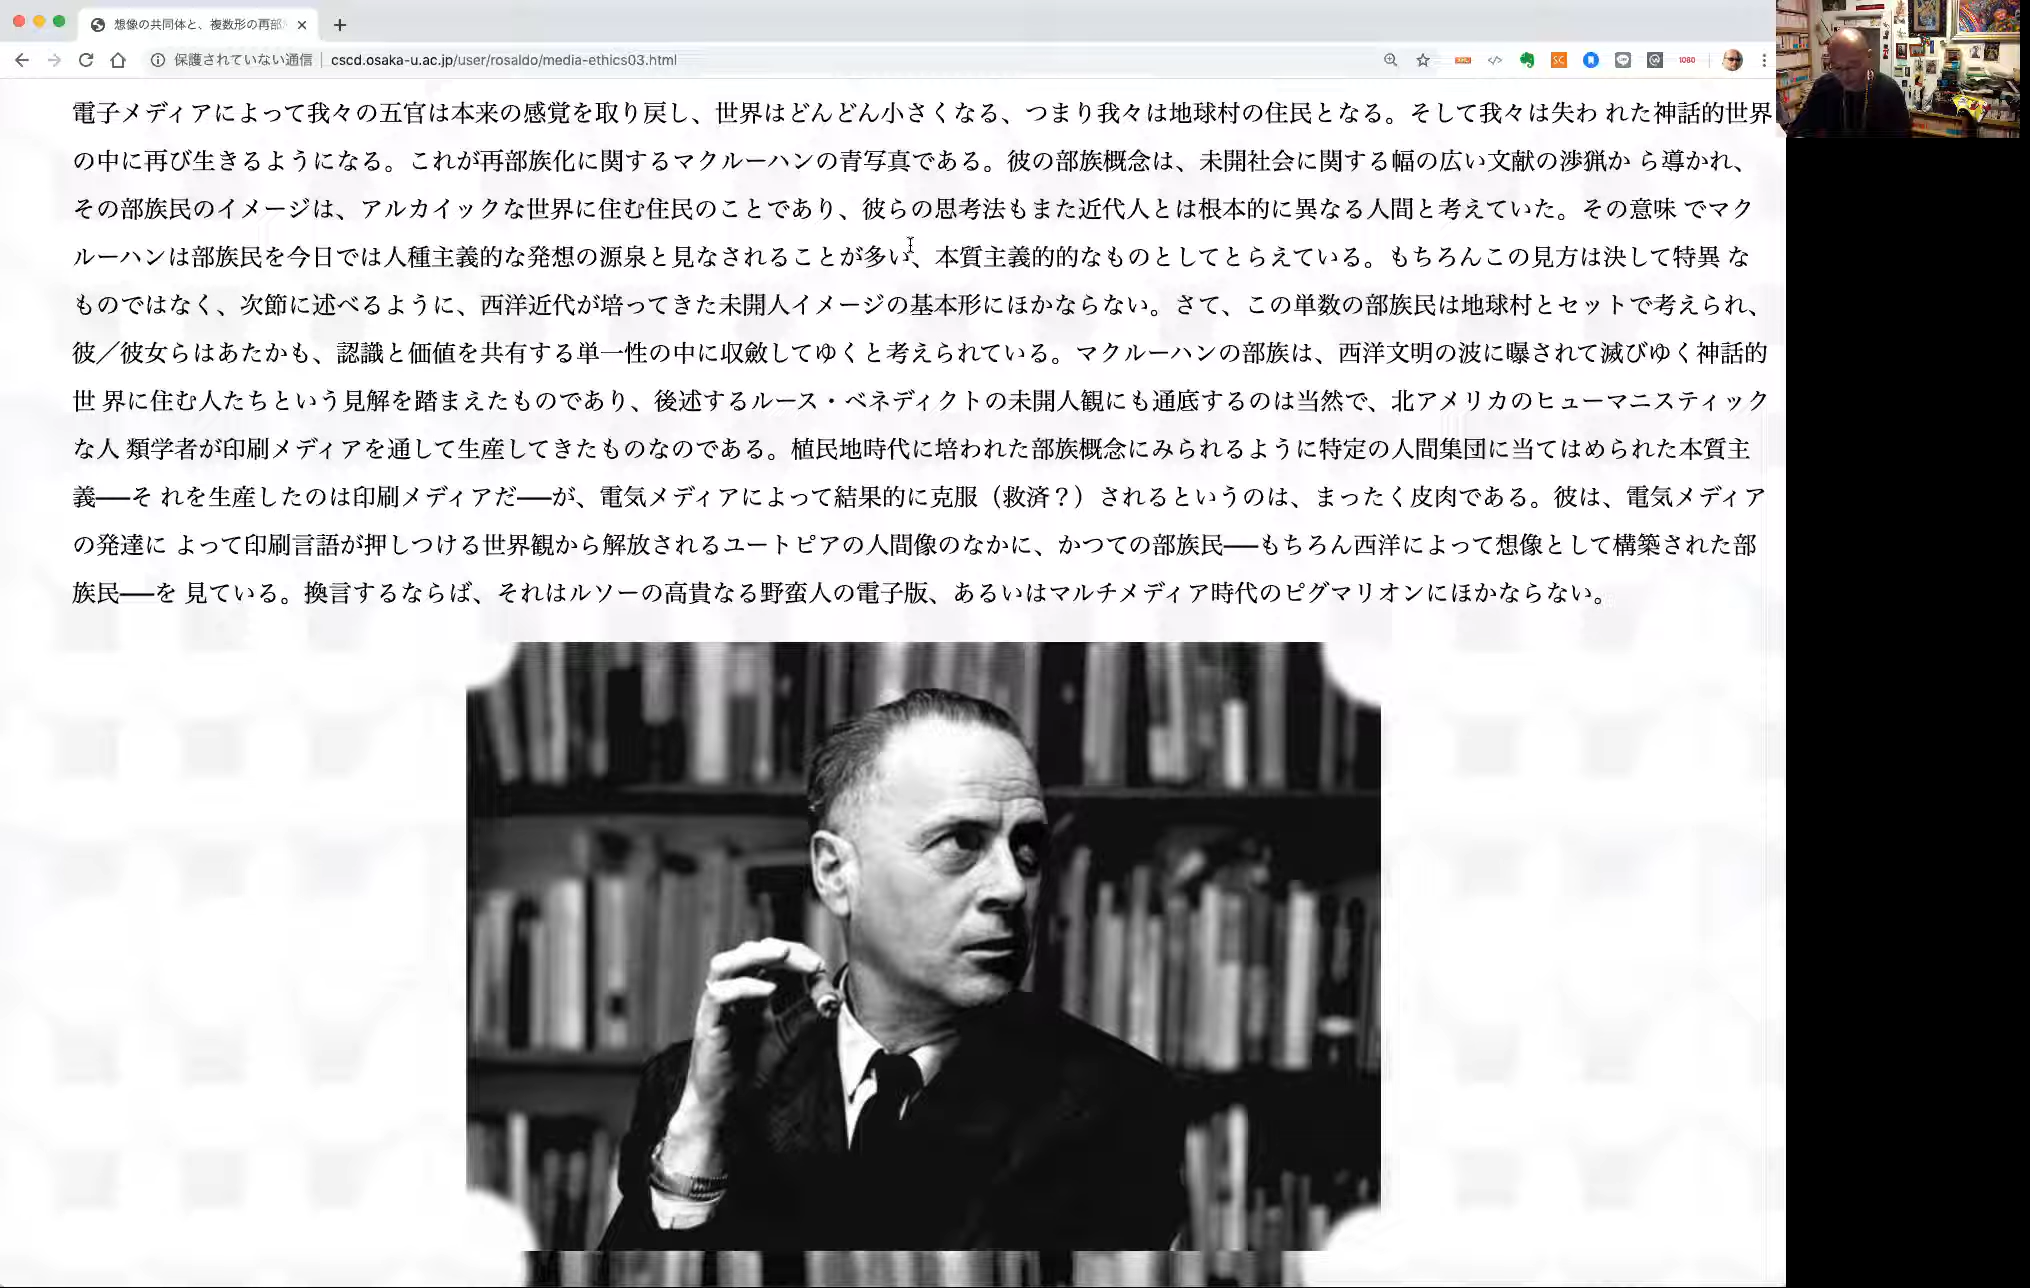 想像の共同体と、複数形の再部
保護されていない通信 cscd.osaka-u.ac.jp/user/rosaldo/media-ethics03.html
SC
1080
電子メディアによって我々の五官は本来の感覚を取り戻し、世界はどんどん小さくなる、つまり我々は地球村の住民となる。そして我々は失わ れた神話的世界
の中に再び生きるようになる。これが再部族化に関するマクルーハンの青写真である。彼の部族概念は、未開社会に関する幅の広い文献の渉猟か ら導かれ、
その部族民のイメージは、アルカイックな世界に住む住民のことであり、彼らの思考法もまた近代人とは根本的に異なる人間と考えていた。その意味 でマク
ルーハンは部族民を今日では人種主義的な発想の源泉と見なされることが多い、本質主義的的なものとしてとらえている。もちろんこの見方は決して特異 な
ものではなく、次節に述べるように、西洋近代が培ってきた未開人イメージの基本形にほかならない。さて、この単数の部族民は地球村とセットで考えられ、
彼／彼女らはあたかも、認識と価値を共有する単一性の中に収斂してゆくと考えられている。マクルーハンの部族は、西洋文明の波に曝されて滅びゆく神話的
世 界に住む人たちという見解を踏まえたものであり、後述するルース・ベネディクトの未開人観にも通底するのは当然で、北アメリカのヒューマニスティック
な人 類学者が印刷メディアを通して生産してきたものなのである。植民地時代に培われた部族概念にみられるように特定の人間集団に当てはめられた本質主
義──そ れを生産したのは印刷メディアだ──が、電気メディアによって結果的に克服（救済？）されるというのは、まったく皮肉である。彼は、電気メディア
の発達に よって印刷言語が押しつける世界観から解放されるユートピアの人間像のなかに、かつての部族民──もちろん西洋によって想像として構築された部
族民──を 見ている。換言するならば、それはルソーの高貴なる野蛮人の電子版、あるいはマルチメディア時代のピグマリオンにほかならない。